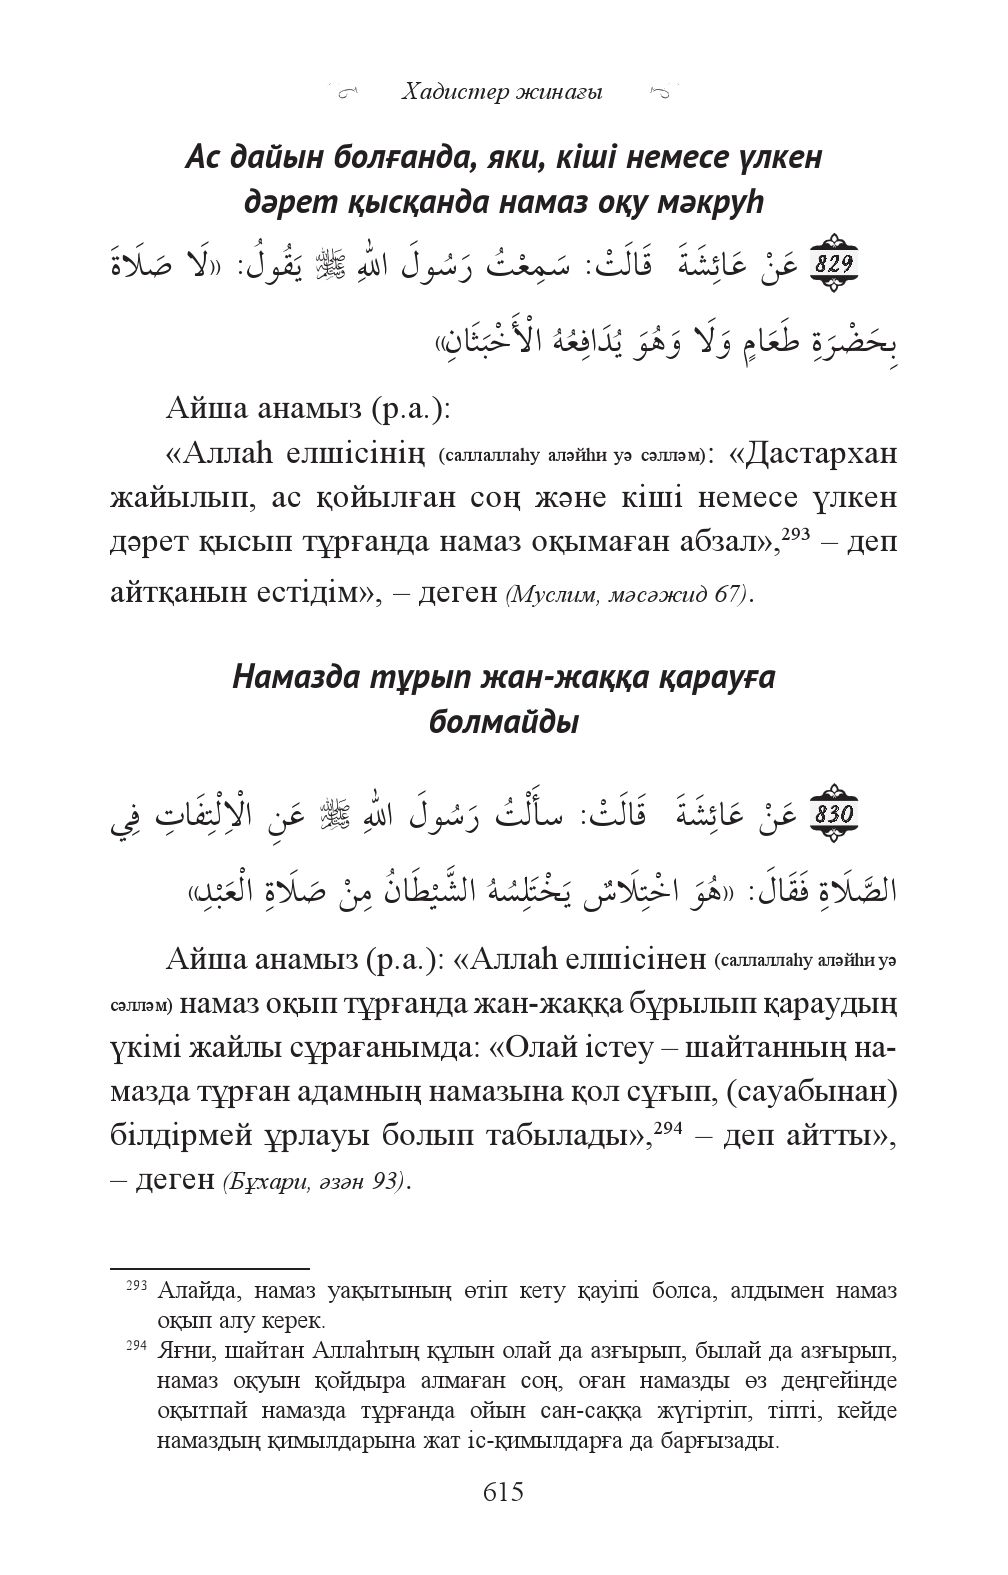 Хадистер жинағы
Ас дайын болғанда, яки, кіші немесе үлкен
дәрет қысқанда намаз оқу мәкруһ
829 عَنْ عَائِشَةَ قَالَتْ: سَمِعْتُ رَسُولَ اللهِ ﷺ يَقُولُ: «لَا صَلَاةَ
بِحَضْرَةِ طَعَامٍ وَلَا وَهُوَ يُدَافِعُهُ الْأَخْبَثَانِ»
Айша анамыз (р.а.):
«Аллаһ елшісінің (саллаллаһу аләйһи уә сәлләм): «Дастархан
жайылып, ас қойылған соң және кіші немесе үлкен
дәрет қысып тұрғанда намаз оқымаған абзал»,²⁹³ – деп
айтқанын естідім», – деген (Муслим, мәсәжид 67).
Намазда тұрып жан-жаққа қарауға
болмайды
830 عَنْ عَائِشَةَ قَالَتْ: سأَلْتُ رَسُولَ اللهِ ﷺ عَنِ الْاِلْتِفَاتِ فِي
الصَّلَاةِ فَقَالَ: «هُوَ اخْتِلَاسٌ يَخْتَلِسُهُ الشَّيْطَانُ مِنْ صَلَاةِ الْعَبْدِ»
Айша анамыз (р.а.): «Аллаһ елшісінен (саллаллаһу аләйһи уә
сәлләм) намаз оқып тұрғанда жан-жаққа бұрылып қараудың
үкімі жайлы сұрағанымда: «Олай істеу – шайтанның на-
мазда тұрған адамның намазына қол сұғып, (сауабынан)
білдірмей ұрлауы болып табылады»,²⁹⁴ – деп айтты»,
– деген (Бұхари, әзән 93).
293 Алайда, намаз уақытының өтіп кету қауіпі болса, алдымен намаз
оқып алу керек.
294 Яғни, шайтан Аллаһтың құлын олай да азғырып, былай да азғырып,
намаз оқуын қойдыра алмаған соң, оған намазды өз деңгейінде
оқытпай намазда тұрғанда ойын сан-саққа жүгіртіп, тіпті, кейде
намаздың қимылдарына жат іс-қимылдарға да барғызады.
615